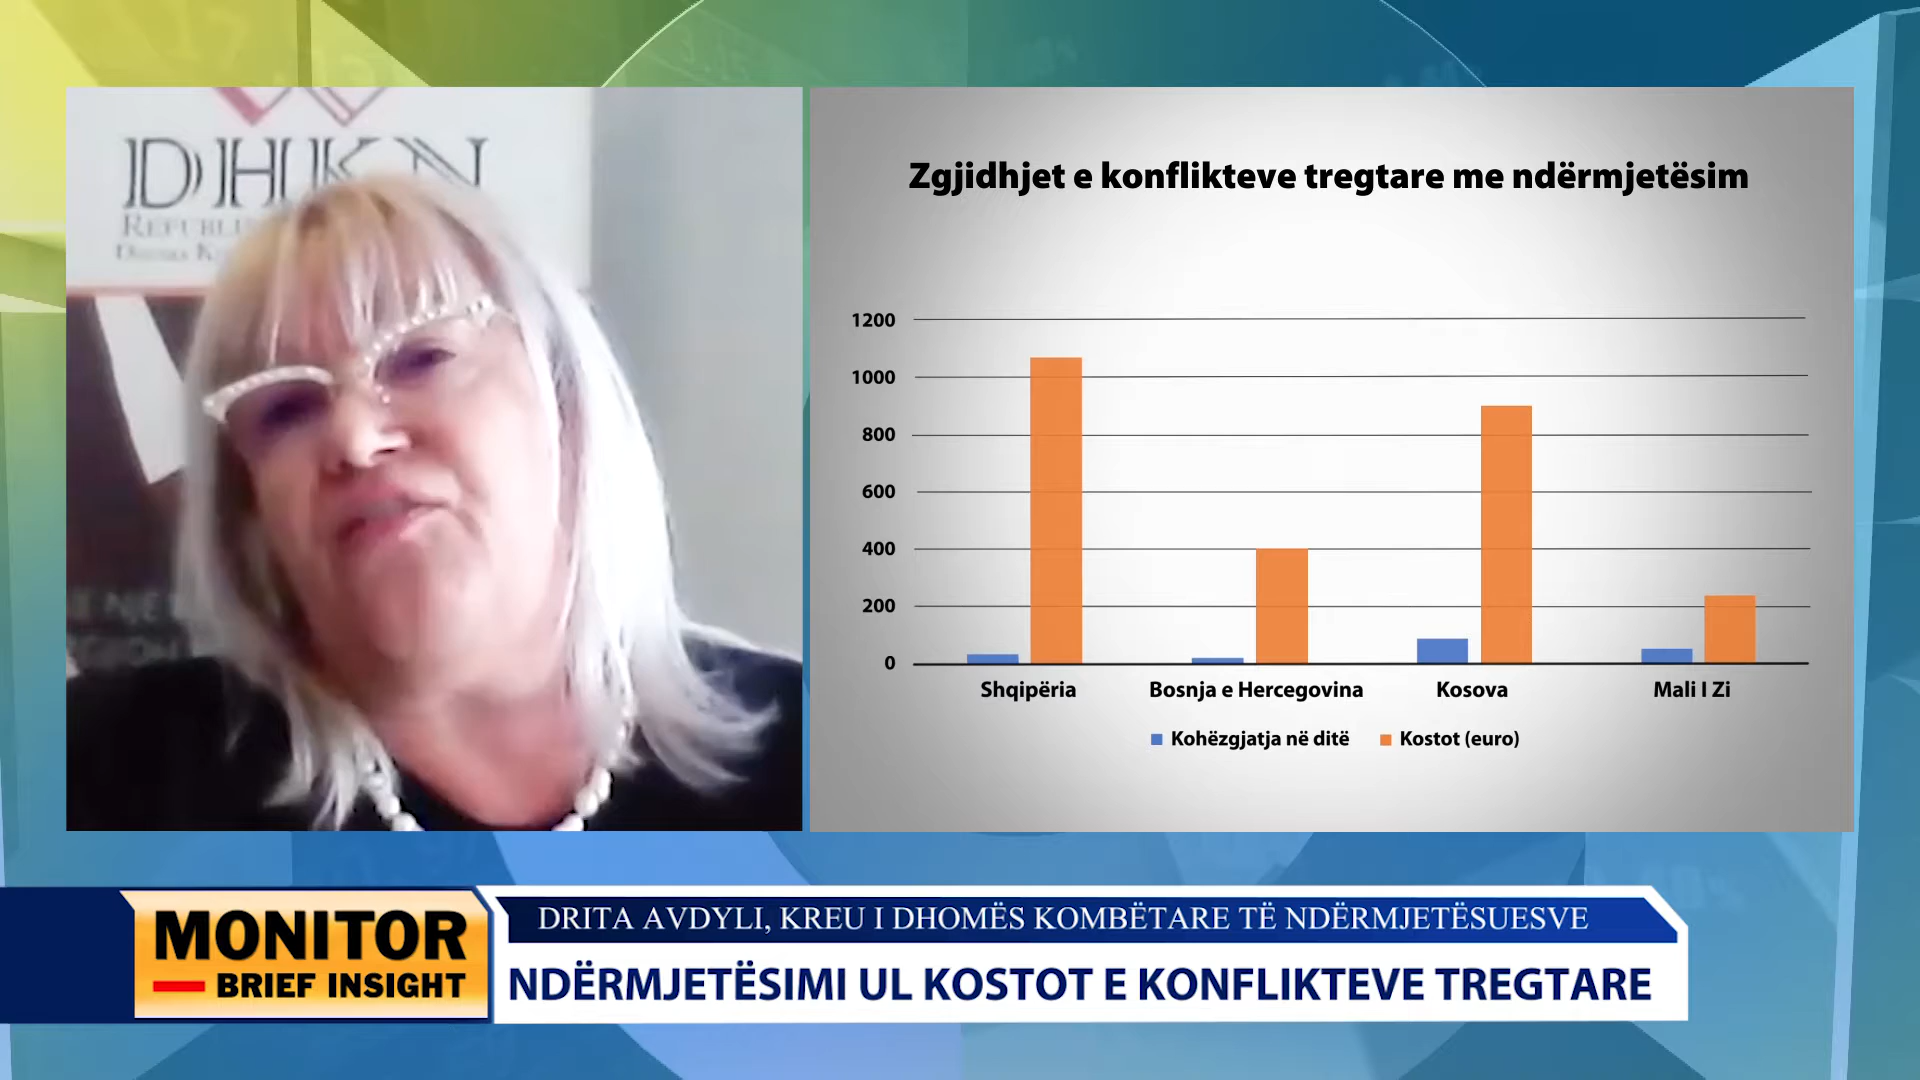 DHKN
REPUBLI
Zgjidhjet e konflikteve tregtare me ndërmjetësim
1200
1000
800
600
400
200
0
Shqipëria Bosnja e Hercegovina Kosova Mali I Zi
Kohëzgjatja në ditë Kostot (euro)
MONITOR
BRIEF INSIGHT
DRITA AVDYLI, KREU I DHOMËS KOMBËTARE TË NDËRMJETËSUESVE
NDËRMJETËSIMI UL KOSTOT E KONFLIKTEVE TREGTARE